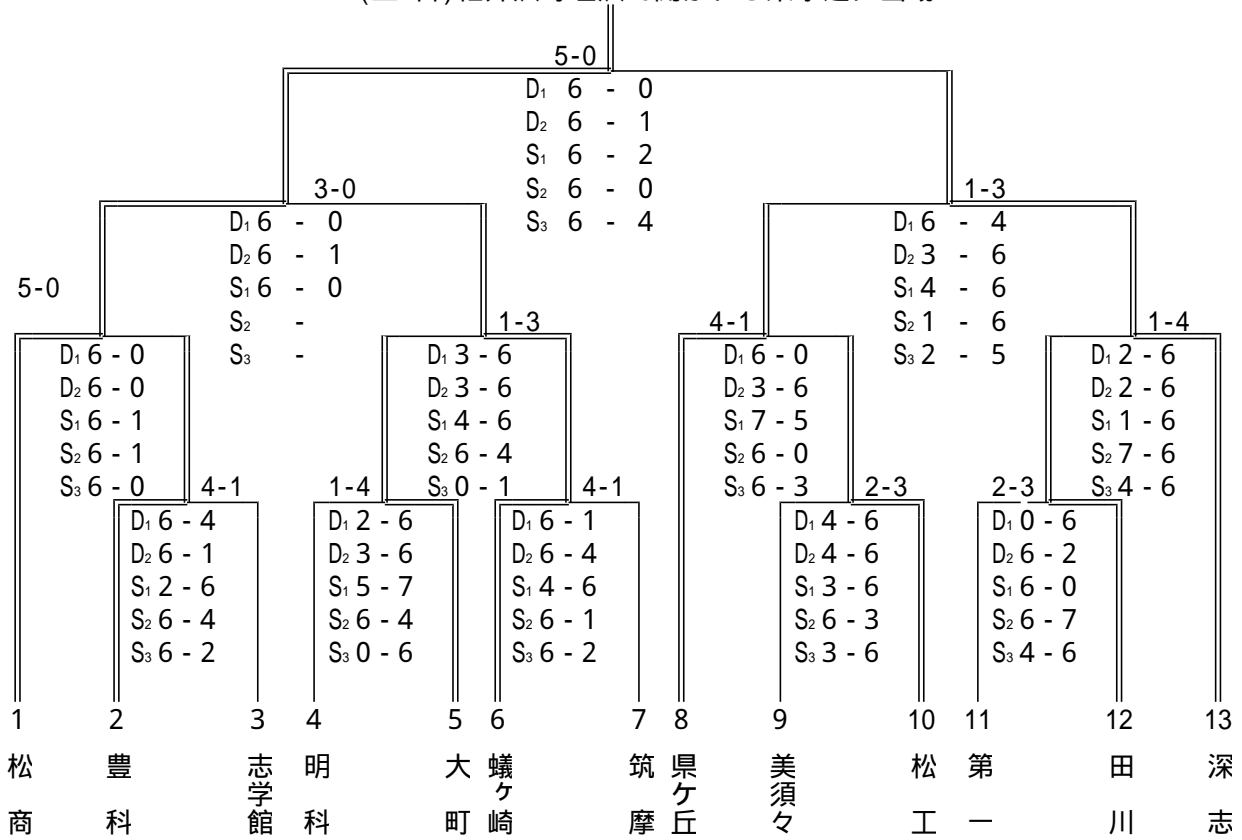 5-0
D1 6 - 0
D2 6 - 1
S1 6 - 2
S2 6 - 0
S3 6 - 4
3-0
D1 6 - 0
D2 6 - 1
S1 6 - 0
S2 -
S3 -
1-3
D1 6 - 4
D2 3 - 6
S1 4 - 6
S2 1 - 6
S3 2 - 5
5-0
D1 6 - 0
D2 6 - 0
S1 6 - 1
S2 6 - 1
S3 6 - 0
1-3
D1 3 - 6
D2 3 - 6
S1 4 - 6
S2 6 - 4
S3 0 - 1
4-1
D1 6 - 0
D2 3 - 6
S1 7 - 5
S2 6 - 0
S3 6 - 3
1-4
D1 2 - 6
D2 2 - 6
S1 1 - 6
S2 7 - 6
S3 4 - 6
4-1
D1 6 - 4
D2 6 - 1
S1 2 - 6
S2 6 - 4
S3 6 - 2
1-4
D1 2 - 6
D2 3 - 6
S1 5 - 7
S2 6 - 4
S3 0 - 6
4-1
D1 6 - 1
D2 6 - 4
S1 4 - 6
S2 6 - 1
S3 6 - 2
2-3
D1 4 - 6
D2 4 - 6
S1 3 - 6
S2 6 - 3
S3 3 - 6
2-3
D1 0 - 6
D2 6 - 2
S1 6 - 0
S2 6 - 7
S3 4 - 6
1 2 3 4 5 6 7 8 9 10 11 12 13
松商
豊科
志学館
明科
大町
蟻ヶ崎
筑摩
県ケ丘
美須々
松工
第一
田川
深志